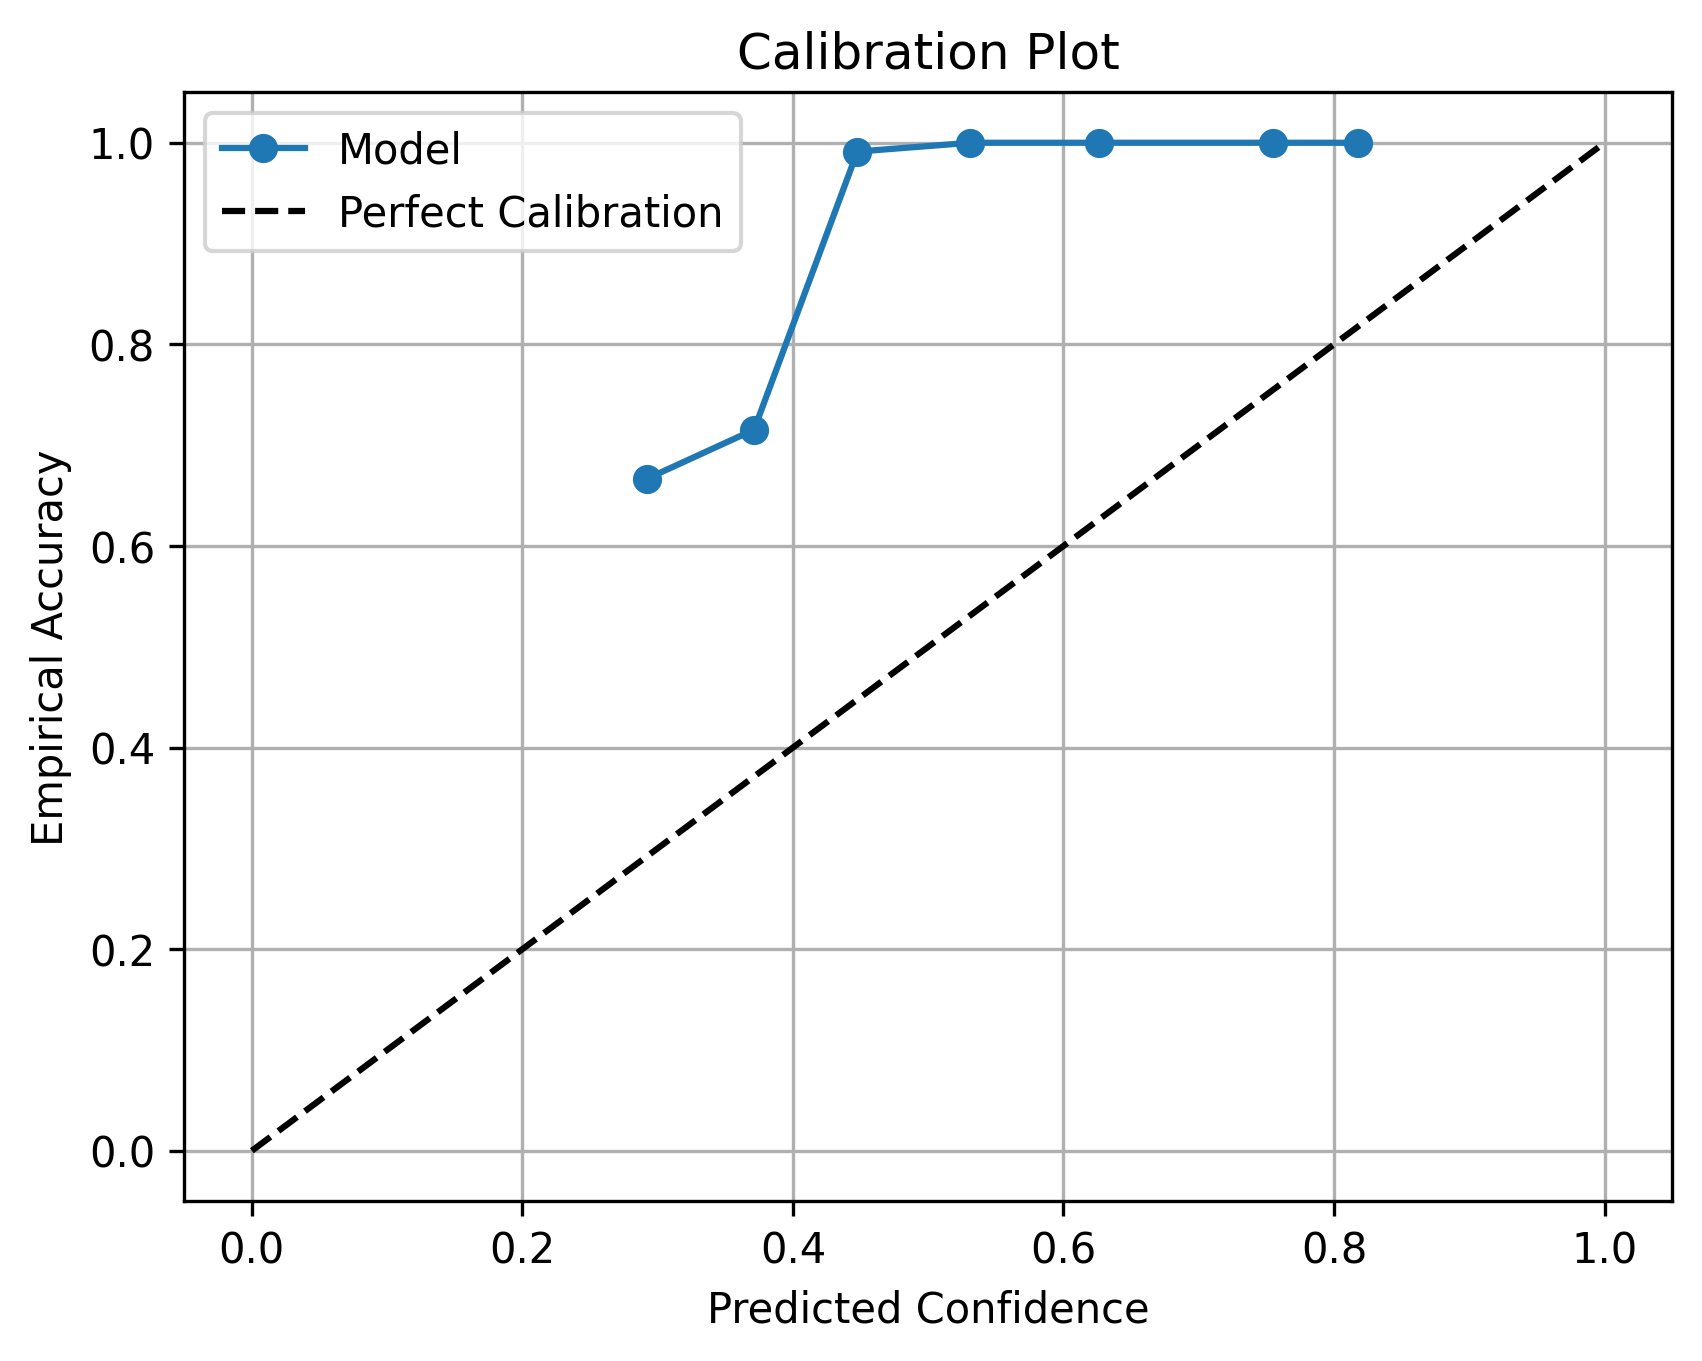 Calibration Plot
Model
Perfect Calibration
1.0
0.8
0.6
0.4
0.2
0.0
Empirical Accuracy
0.0 0.2 0.4 0.6 0.8 1.0
Predicted Confidence